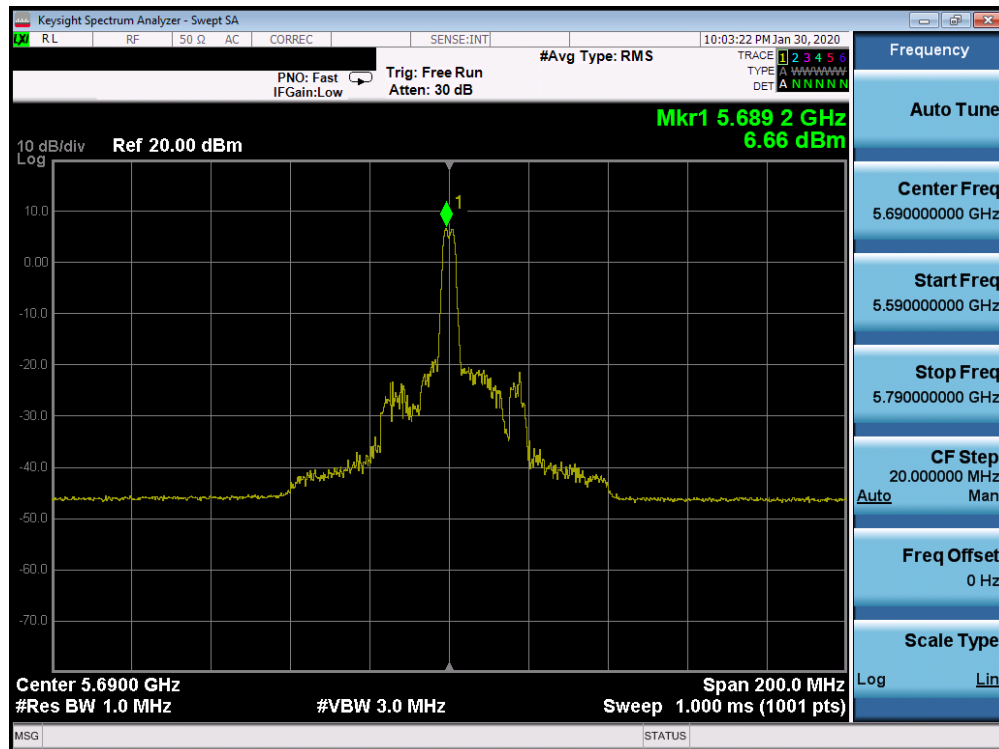 Keysight Spectrum Analyzer - Swept SA
LXI RL RF 50 Ω AC CORREC SENSE:INT 10:03:22 PM Jan 30, 2020
#Avg Type: RMS
TRACE 1 2 3 4 5 6
PNO: Fast Trig: Free Run
TYPE A WWWWW
IFGain:Low Atten: 30 dB
DET A N N N N N
Mkr1 5.689 2 GHz
6.66 dBm
10 dB/div Ref 20.00 dBm
Log
1
10.0
0.00
-10.0
-20.0
-30.0
-40.0
-50.0
-60.0
-70.0
Center 5.6900 GHz Span 200.0 MHz
#Res BW 1.0 MHz #VBW 3.0 MHz Sweep 1.000 ms (1001 pts)
MSG STATUS
Frequency
Auto Tune
Center Freq
5.690000000 GHz
Start Freq
5.590000000 GHz
Stop Freq
5.790000000 GHz
CF Step
20.000000 MHz
Auto Man
Freq Offset
0 Hz
Scale Type
Log Lin